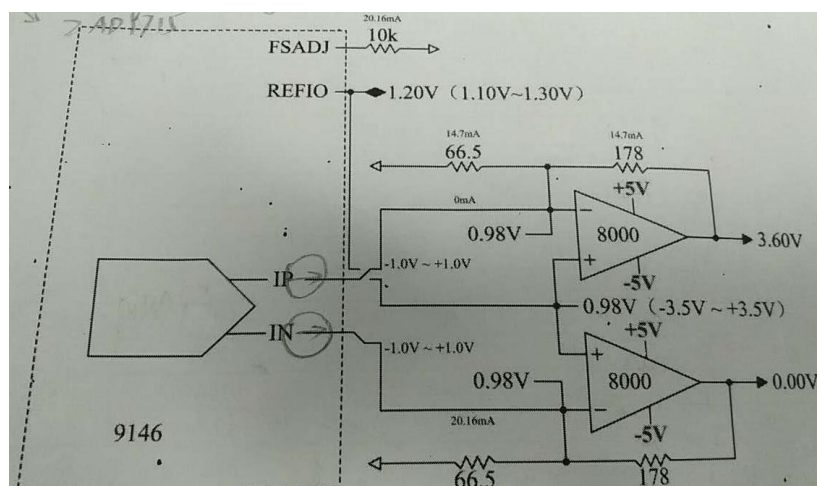 20.16mA
FSADJ 10k
REFIO 1.20V (1.10V~1.30V)
14.7mA 14.7mA
66.5 178
+5V
0mA
0.98V 8000 3.60V
-1.0V ~ +1.0V
-5V
IP
0.98V (-3.5V ~ +3.5V)
+5V
IN
-1.0V ~ +1.0V
0.98V 8000 0.00V
20.16mA
-5V
9146
66.5 178